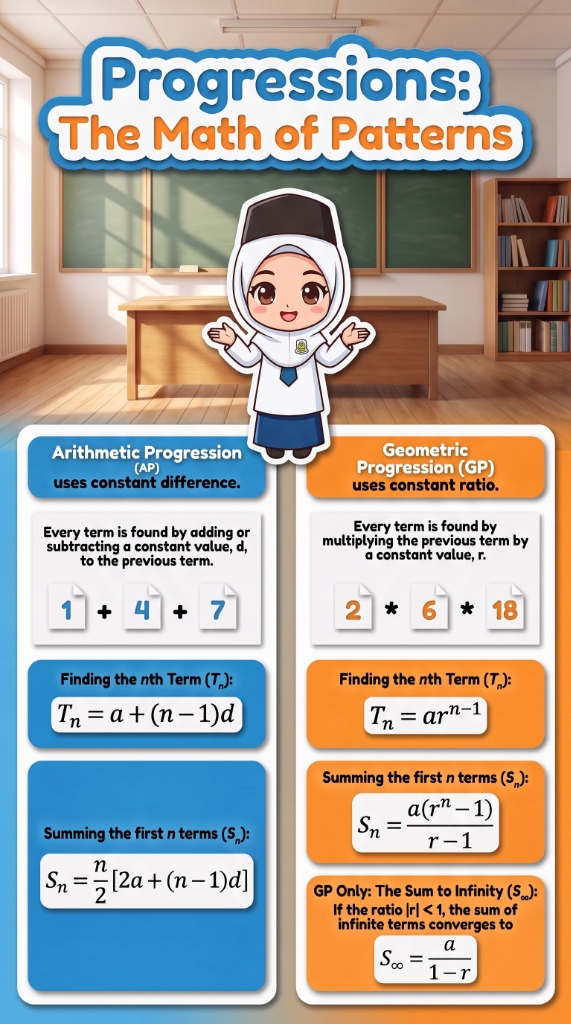 Progressions:
The Math of Patterns
Arithmetic Progression
(AP)
uses constant difference.
Every term is found by adding or
subtracting a constant value, d,
to the previous term.
1 + 4 + 7
Finding the nth Term (Tₙ):
Tₙ = a + (n − 1)d
Summing the first n terms (Sₙ):
Sₙ = n/2 [2a + (n − 1)d]
Geometric
Progression (GP)
uses constant ratio.
Every term is found by
multiplying the previous term by
a constant value, r.
2 * 6 * 18
Finding the nth Term (Tₙ):
Tₙ = arⁿ⁻¹
Summing the first n terms (Sₙ):
Sₙ = a(rⁿ − 1) / r − 1
GP Only: The Sum to Infinity (S∞):
If the ratio |r| < 1, the sum of
infinite terms converges to
S∞ = a / 1 − r